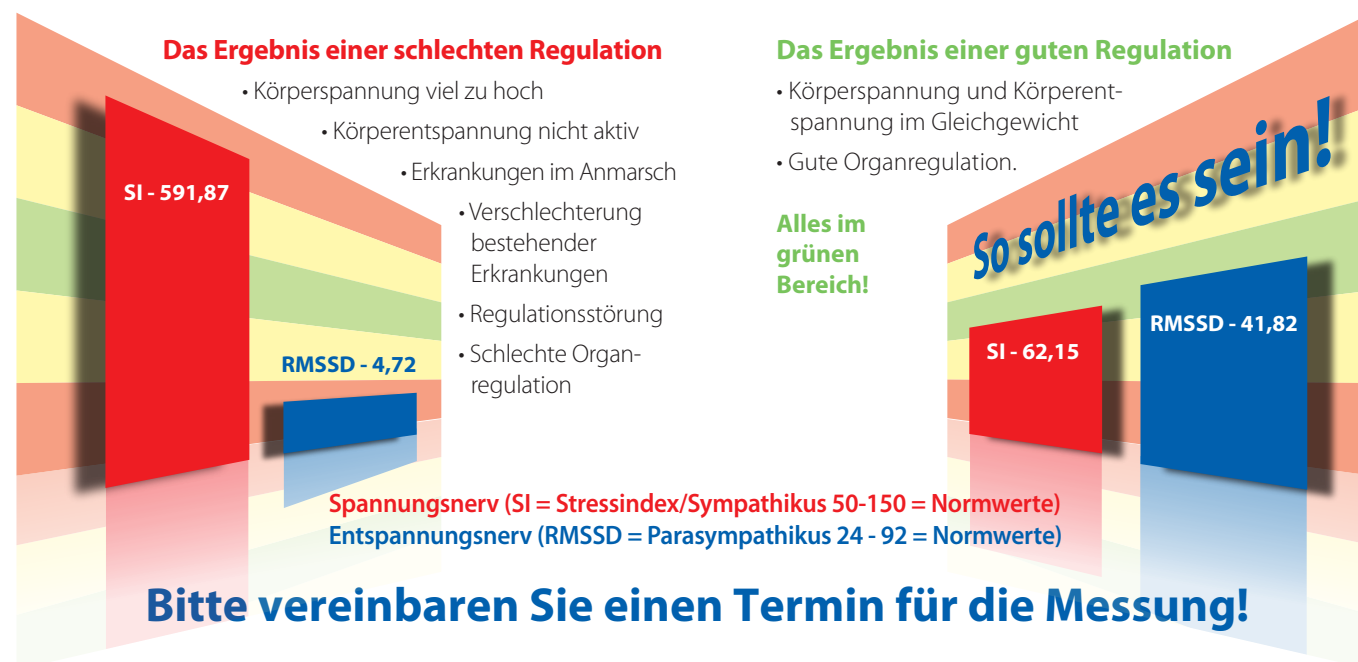 Das Ergebnis einer schlechten Regulation
• Körperspannung viel zu hoch
• Körperentspannung nicht aktiv
• Erkrankungen im Anmarsch
• Verschlechterung
bestehender
Erkrankungen
• Regulationsstörung
• Schlechte Organ-
regulation
SI - 591,87
RMSSD - 4,72
Das Ergebnis einer guten Regulation
• Körperspannung und Körperent-
spannung im Gleichgewicht
• Gute Organregulation.
Alles im
grünen
Bereich!
So sollte es sein!
SI - 62,15
RMSSD - 41,82
Spannungsnerv (SI = Stressindex/Sympathikus 50-150 = Normwerte)
Entspannungsnerv (RMSSD = Parasympathikus 24 - 92 = Normwerte)
Bitte vereinbaren Sie einen Termin für die Messung!